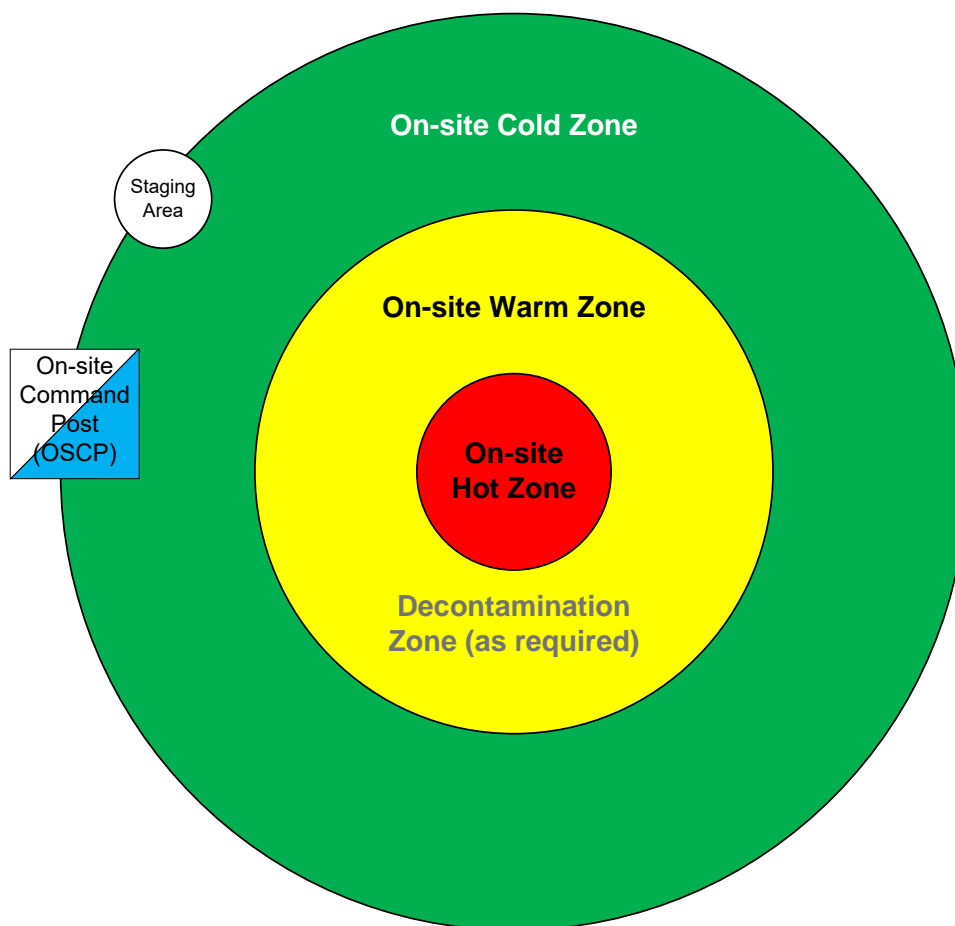 On-site Cold Zone
Staging
Area
On-site Warm Zone
On-site
Command
Post
(OSCP)
On-site
Hot Zone
Decontamination
Zone (as required)